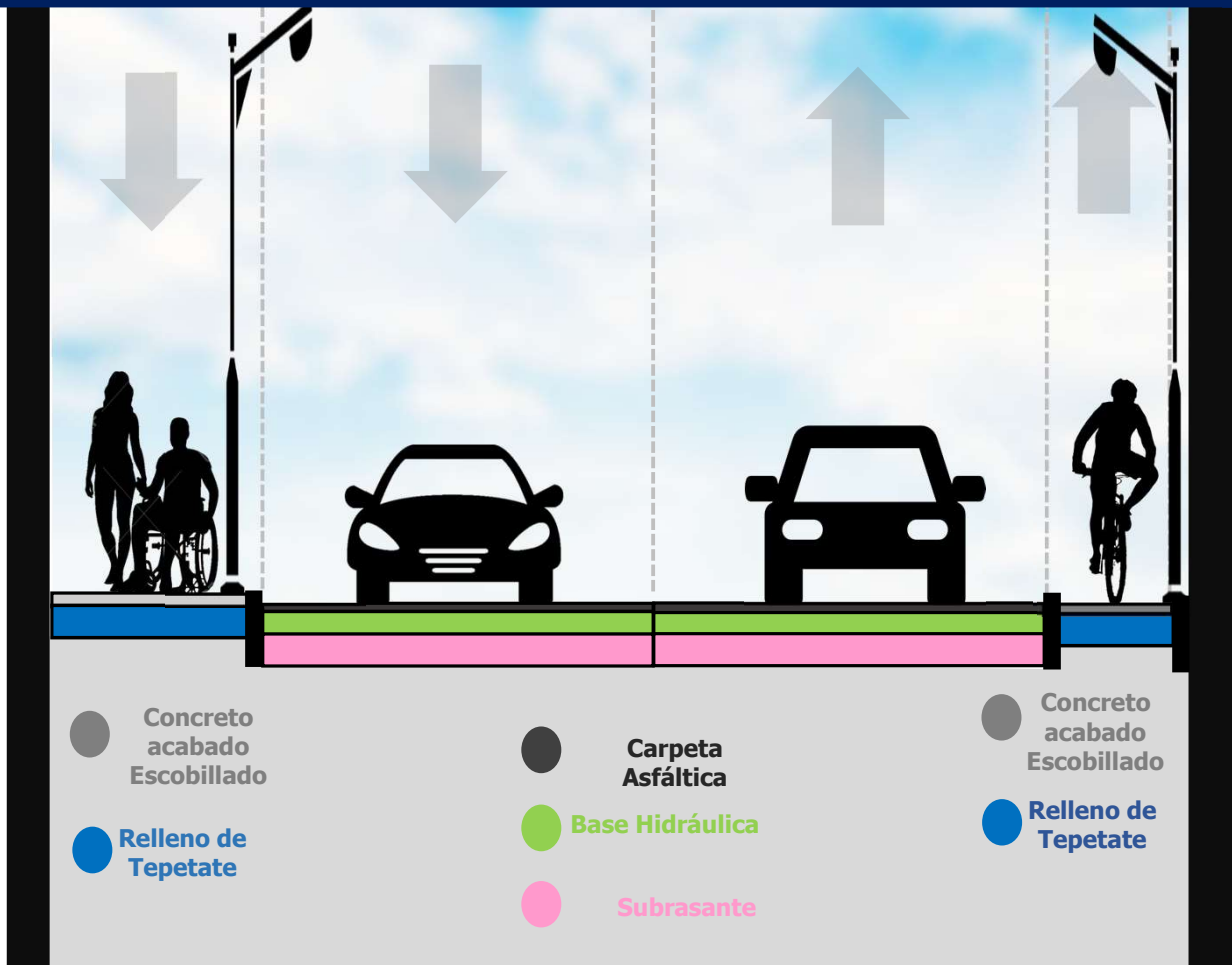 Concreto
acabado
Escobillado
Relleno de
Tepetate
Carpeta
Asfáltica
Base Hidráulica
Subrasante
Concreto
acabado
Escobillado
Relleno de
Tepetate